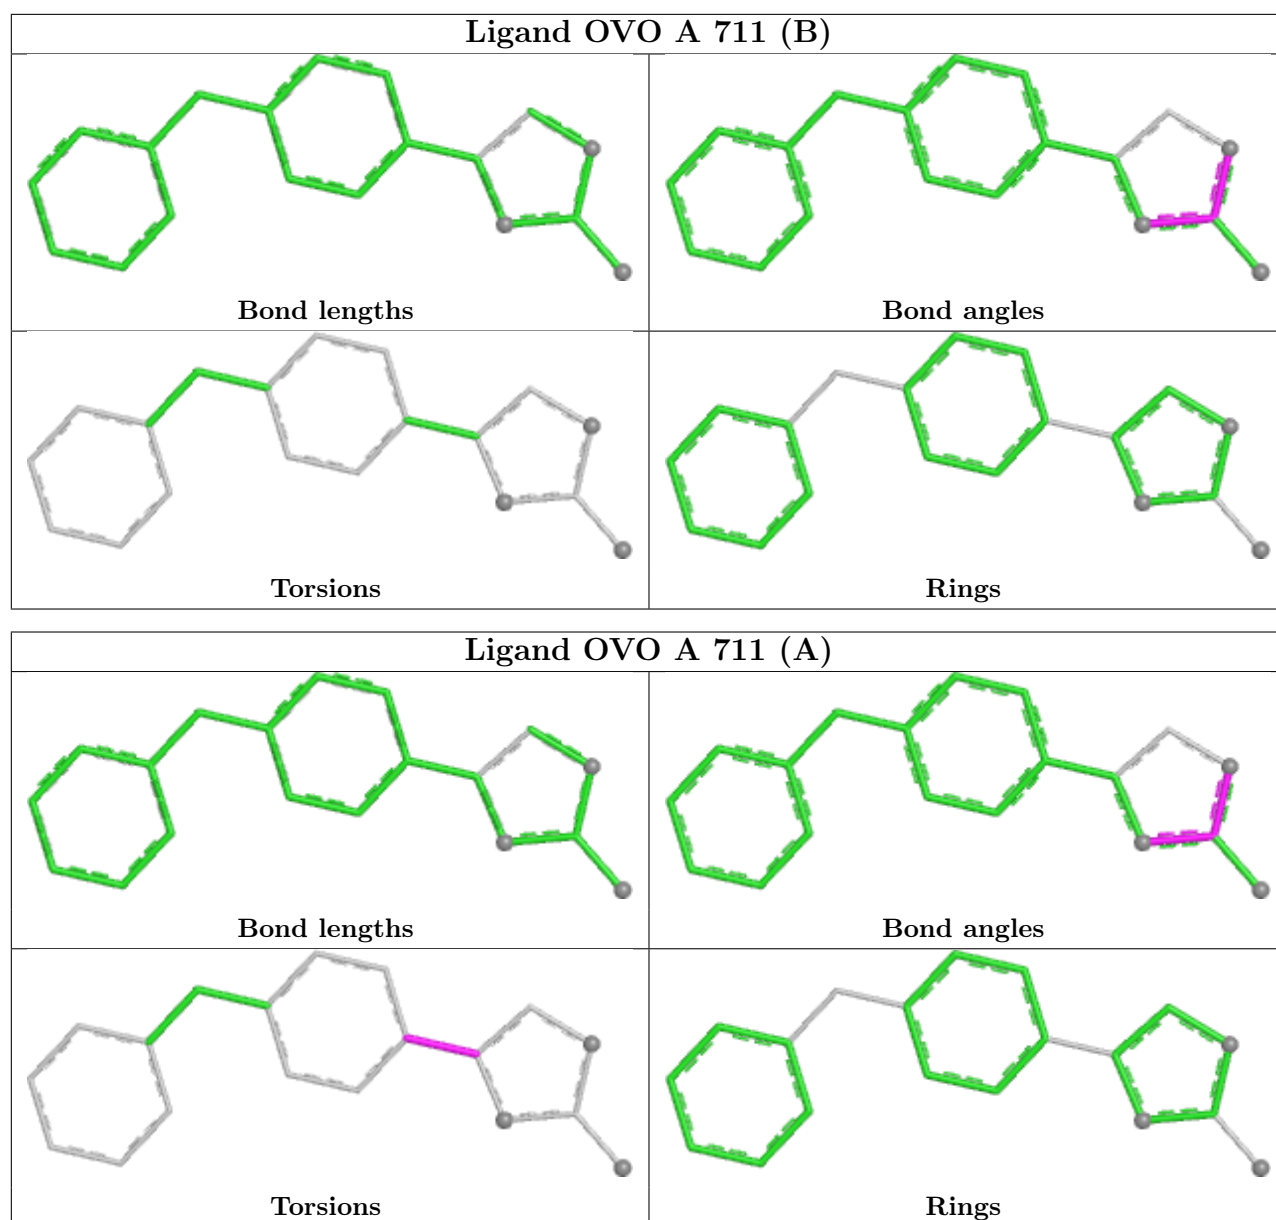 Ligand OVO A 711 (B)
Bond lengths
Bond angles
Torsions
Rings
Ligand OVO A 711 (A)
Bond lengths
Bond angles
Torsions
Rings